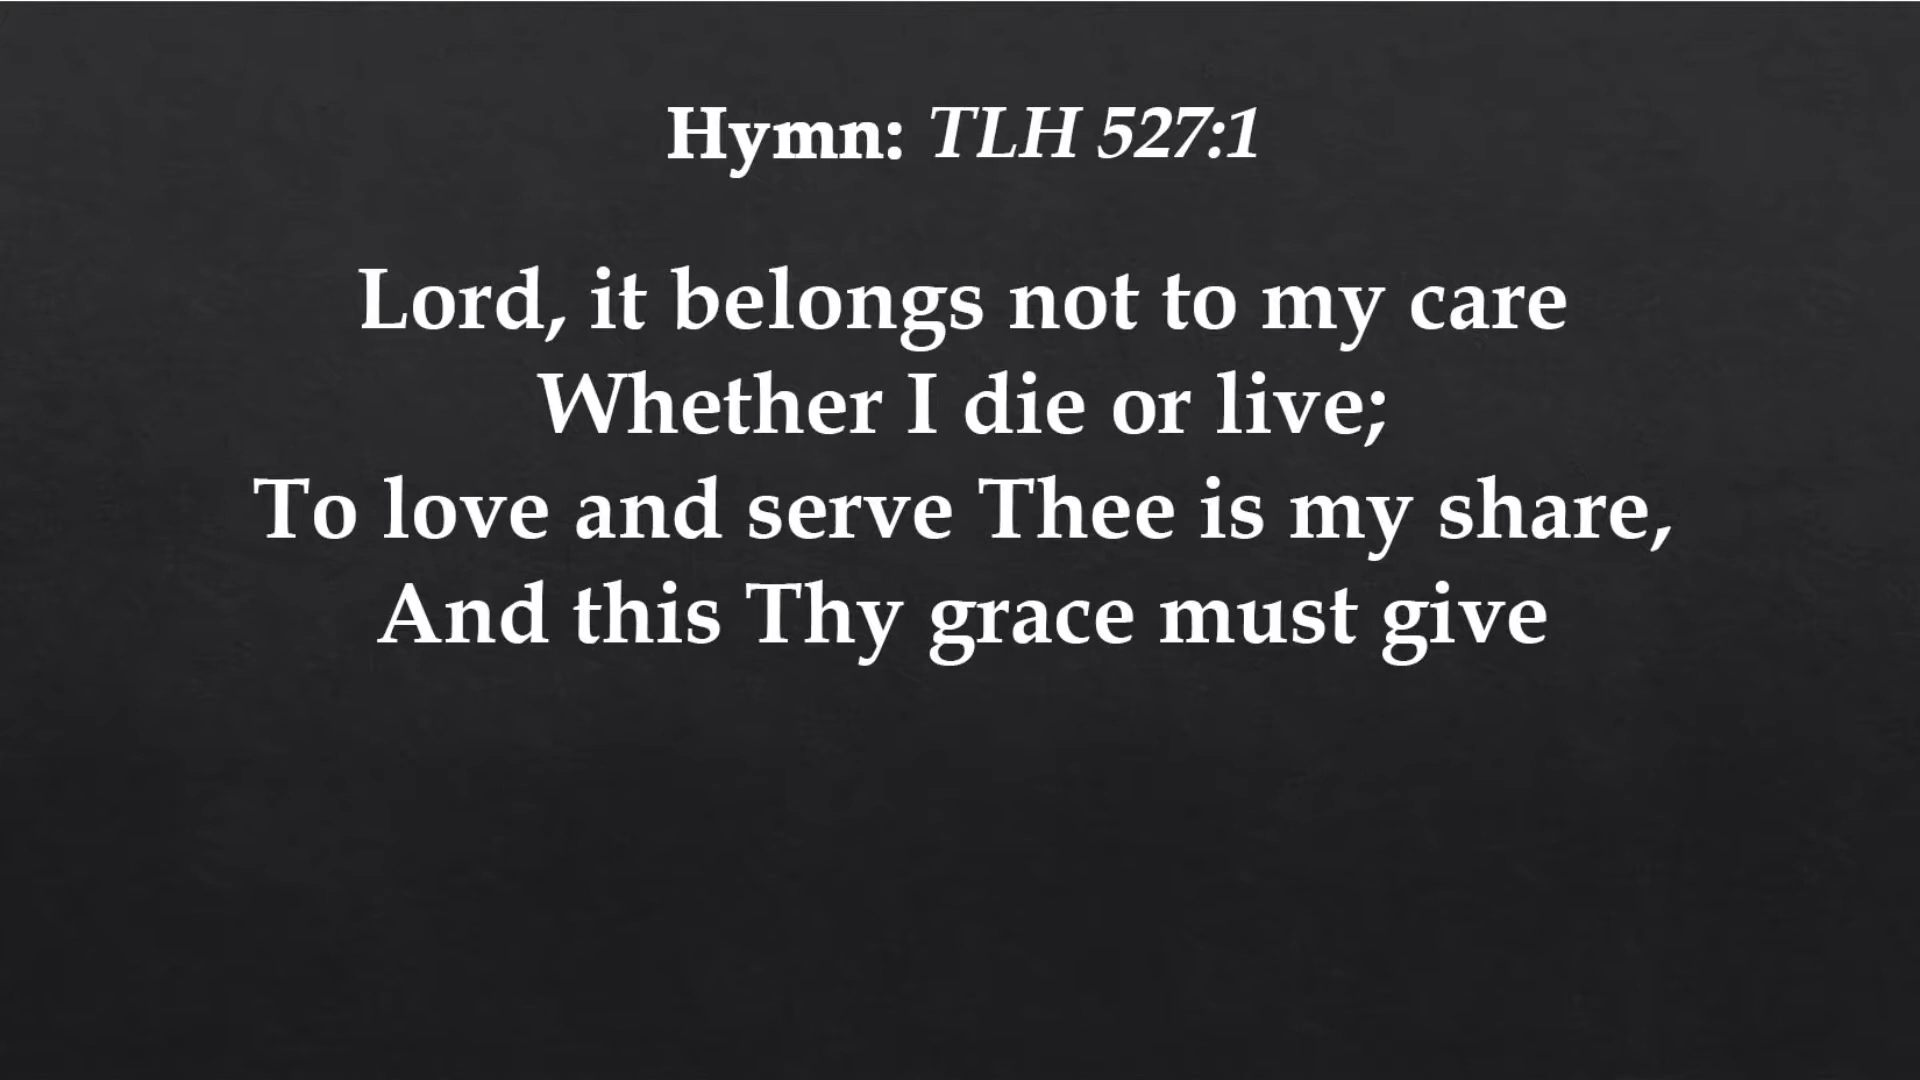 Hymn: TLH 527:1
Lord, it belongs not to my care
Whether I die or live;
To love and serve Thee is my share,
And this Thy grace must give